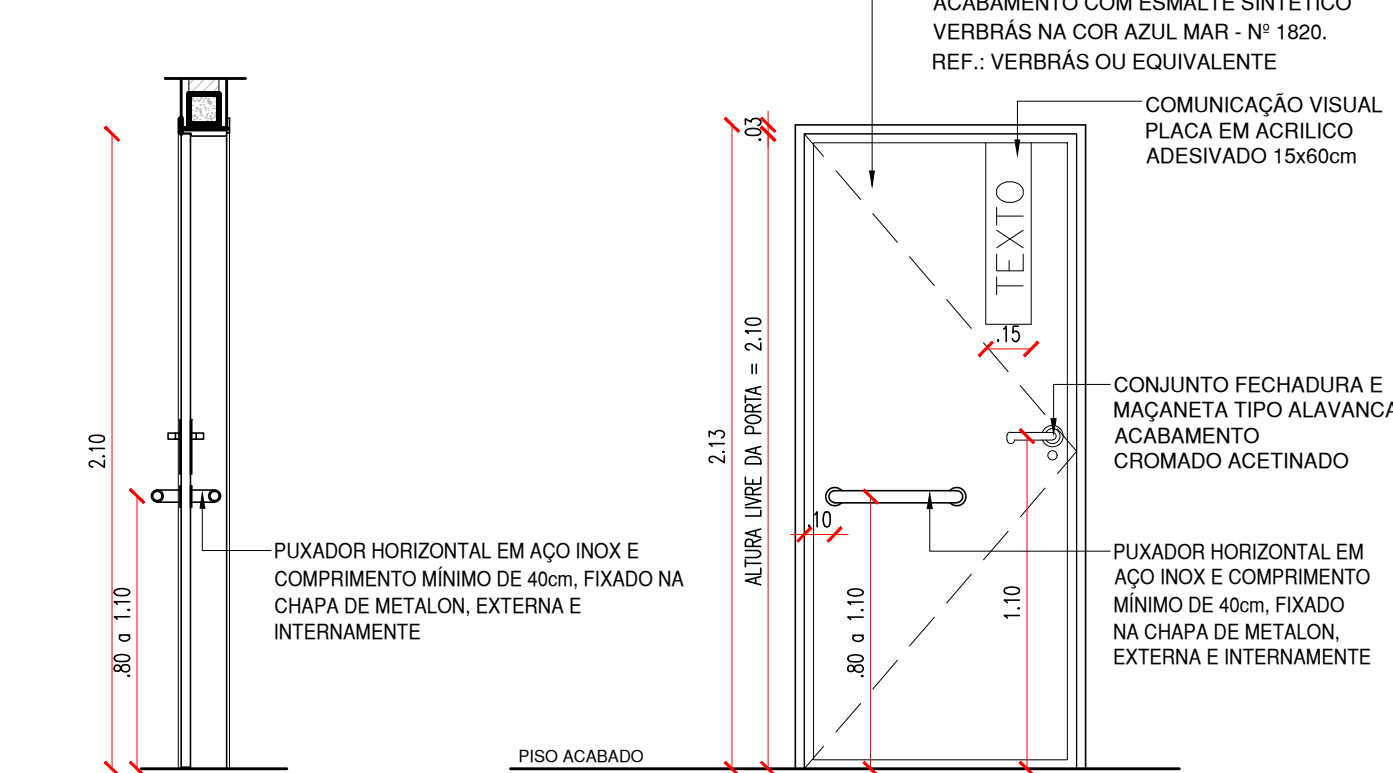 ACABAMENTO COM ESMALTE SINTÉTICO
VERBRÁS NA COR AZUL MAR - Nº 1820.
REF.: VERBRÁS OU EQUIVALENTE
COMUNICAÇÃO VISUAL
PLACA EM ACRILICO
ADESIVADO 15x60cm
.03
TEXTO
.15
2.10
2.13
ALTURA LIVRE DA PORTA = 2.10
CONJUNTO FECHADURA E
MAÇANETA TIPO ALAVANCA
ACABAMENTO
CROMADO ACETINADO
.10
PUXADOR HORIZONTAL EM AÇO INOX E
COMPRIMENTO MÍNIMO DE 40cm, FIXADO NA
CHAPA DE METALON, EXTERNA E
INTERNAMENTE
PUXADOR HORIZONTAL EM
AÇO INOX E COMPRIMENTO
MÍNIMO DE 40cm, FIXADO
NA CHAPA DE METALON,
EXTERNA E INTERNAMENTE
.80 a 1.10
.80 a 1.10
1.10
PISO ACABADO